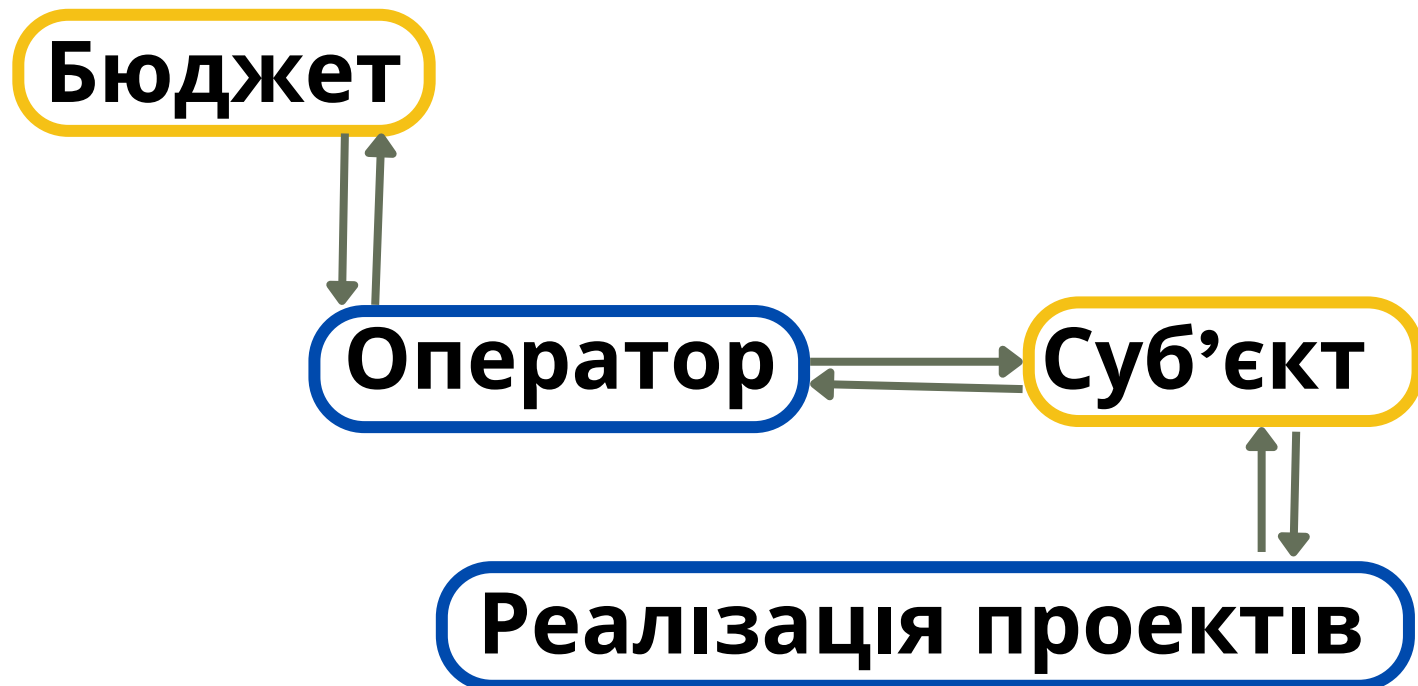 Бюджет
Оператор
Суб’єкт
Реалізація проектів